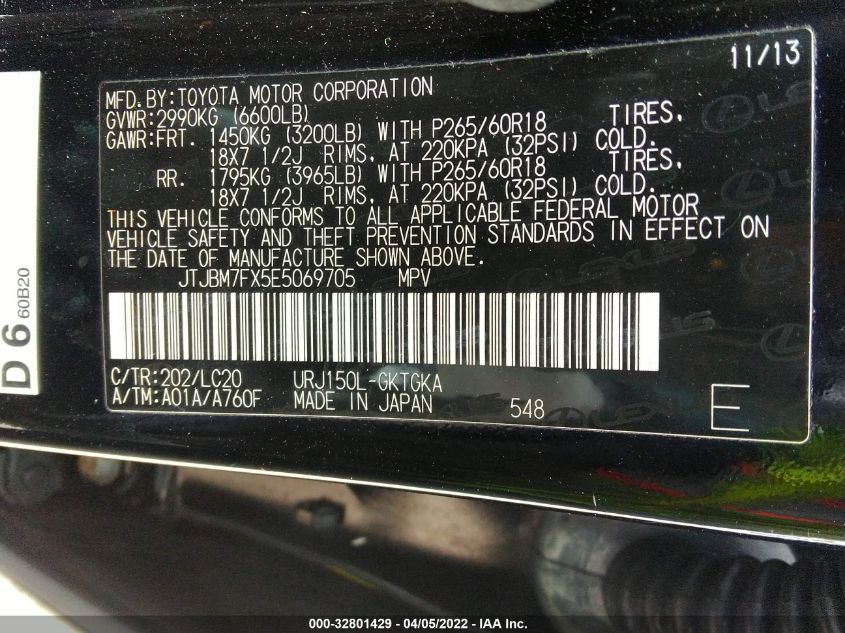 11/13
MFD.BY:TOYOTA MOTOR CORPORATION
GVWR:2990KG (6600LB)
GAWR:FRT. 1450KG (3200LB) WITH P265/60R18 TIRES,
18X7 1/2J RIMS, AT 220KPA (32PSI) COLD.
RR. 1795KG (3965LB) WITH P265/60R18 TIRES,
18X7 1/2J RIMS, AT 220KPA (32PSI) COLD.
THIS VEHICLE CONFORMS TO ALL APPLICABLE FEDERAL MOTOR
VEHICLE SAFETY AND THEFT PREVENTION STANDARDS IN EFFECT ON
THE DATE OF MANUFACTURE SHOWN ABOVE.
JTJBM7FX5E5069705 MPV
C/TR:202/LC20 URJ150L-GKTGKA
A/TM:A01A/A760F MADE IN JAPAN 548 E
D 6 60B20
LEXUS
000-32801429 - 04/05/2022 - IAA Inc.